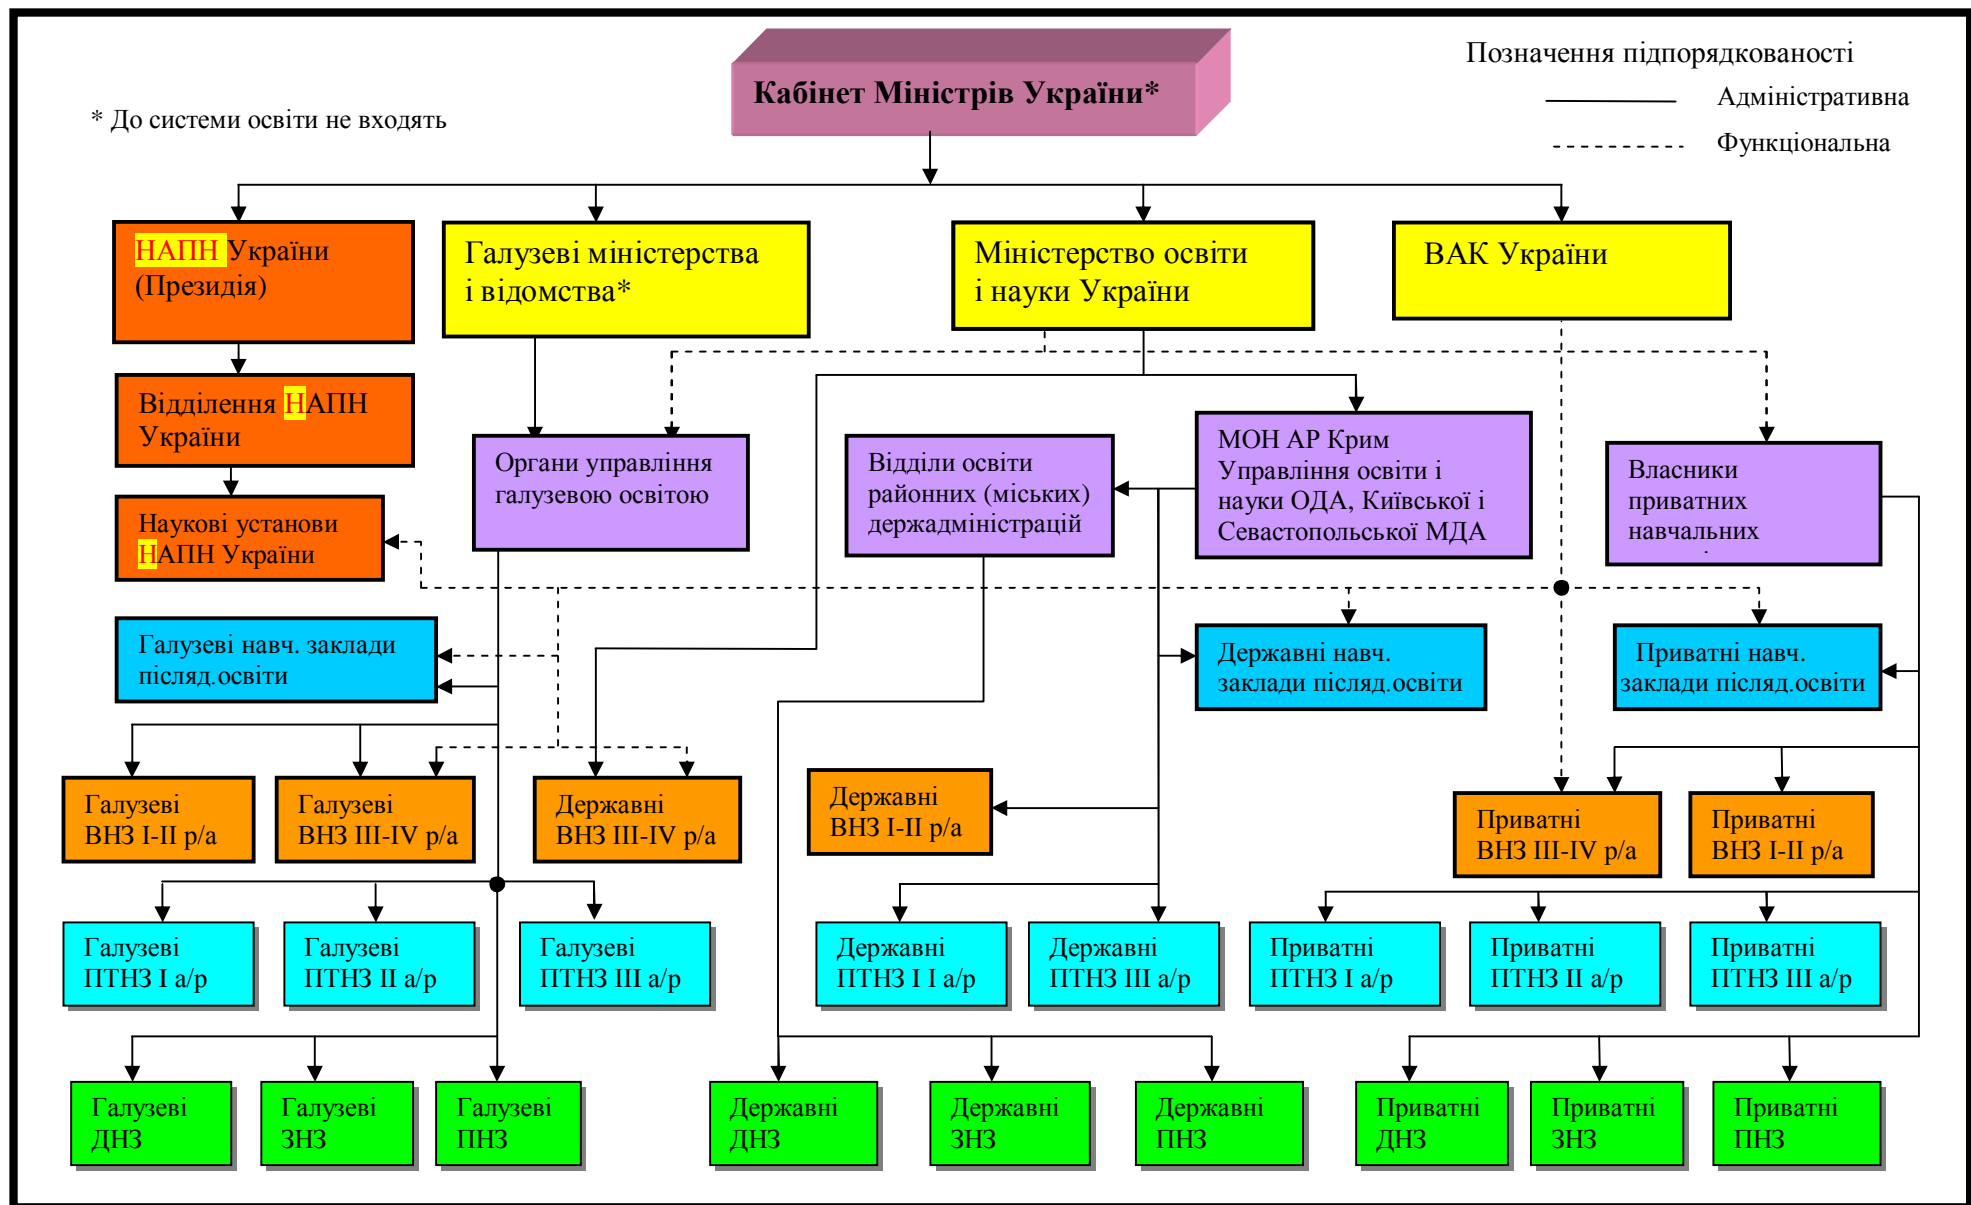 Кабінет Міністрів України*
Позначення підпорядкованості
Адміністративна
Функціональна
* До системи освіти не входять
НАПН України
(Президія)
Галузеві міністерства
і відомства*
Міністерство освіти
і науки України
ВАК України
Відділення НАПН
України
Органи управління
галузевою освітою
Відділи освіти
районних (міських)
держадміністрацій
МОН АР Крим
Управління освіти і
науки ОДА, Київської і
Севастопольської МДА
Власники
приватних
навчальних
Наукові установи
НАПН України
Галузеві навч. заклади
післяд.освіти
Державні навч.
заклади післяд.освіти
Приватні навч.
заклади післяд.освіти
Галузеві
ВНЗ І-ІІ р/а
Галузеві
ВНЗ ІІІ-ІV р/а
Державні
ВНЗ ІІІ-ІV р/а
Державні
ВНЗ І-ІІ р/а
Приватні
ВНЗ ІІІ-ІV р/а
Приватні
ВНЗ І-ІІ р/а
Галузеві
ПТНЗ І а/р
Галузеві
ПТНЗ ІІ а/р
Галузеві
ПТНЗ ІІІ а/р
Державні
ПТНЗ І І а/р
Державні
ПТНЗ ІІІ а/р
Приватні
ПТНЗ І а/р
Приватні
ПТНЗ ІІ а/р
Приватні
ПТНЗ ІІІ а/р
Галузеві
ДНЗ
Галузеві
ЗНЗ
Галузеві
ПНЗ
Державні
ДНЗ
Державні
ЗНЗ
Державні
ПНЗ
Приватні
ДНЗ
Приватні
ЗНЗ
Приватні
ПНЗ